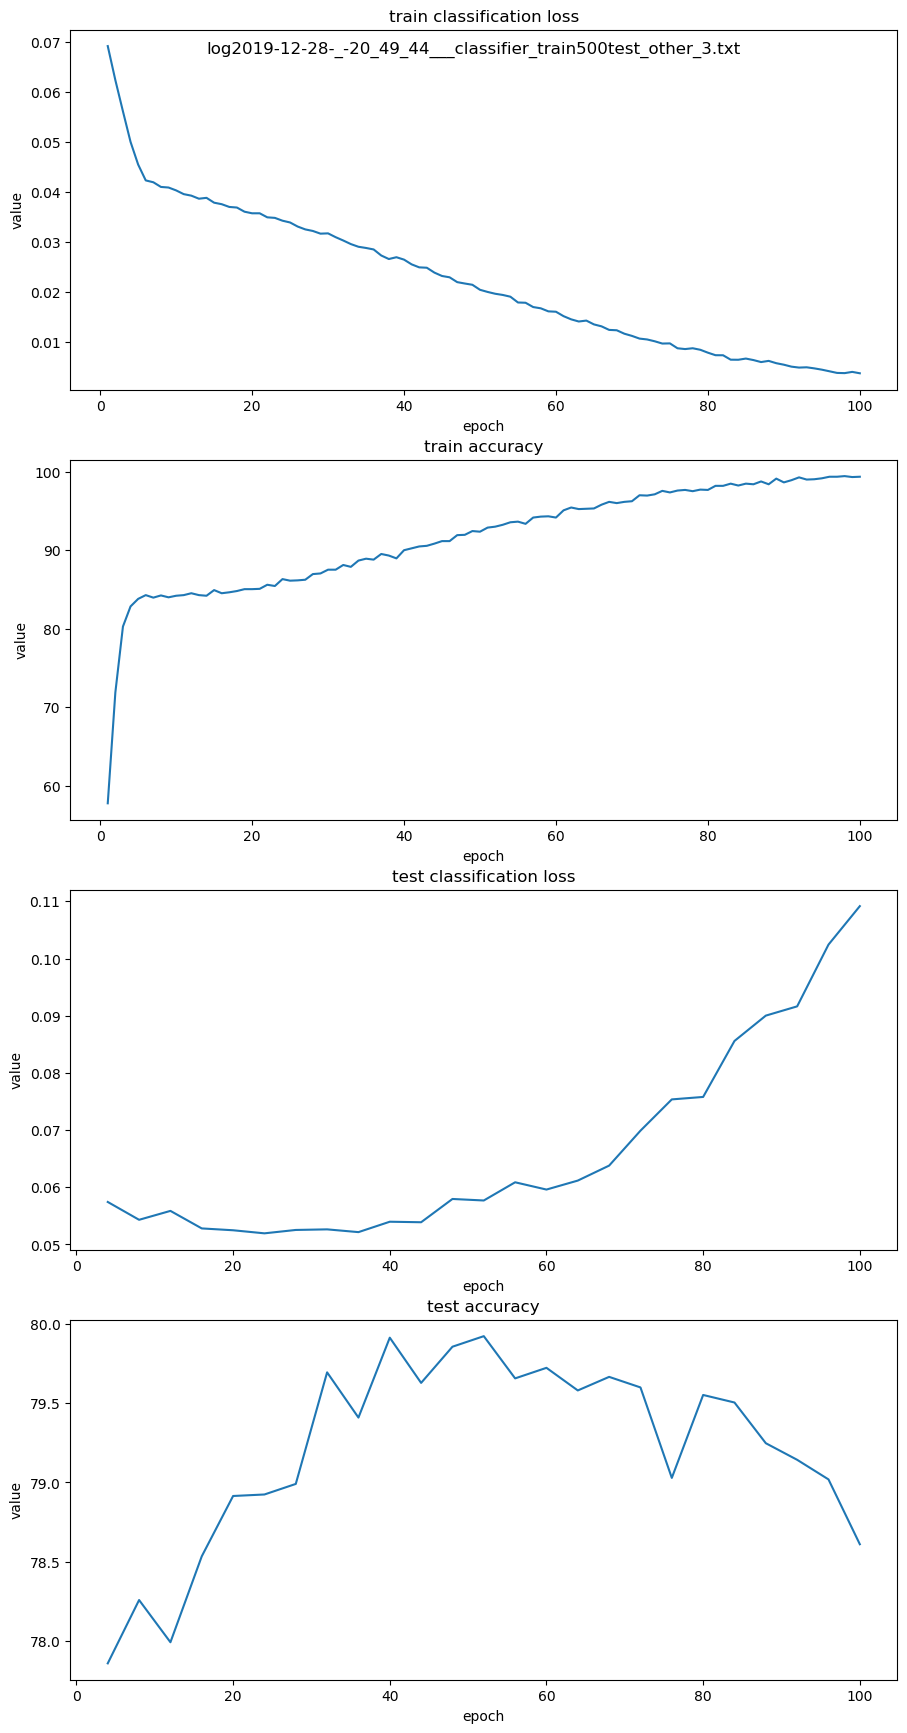 train classification loss
log2019-12-28-_-20_49_44___classifier_train500test_other_3.txt
0.07
0.06
0.05
0.04
0.03
0.02
0.01
value
0 20 40 60 80 100
epoch
train accuracy
100
90
80
70
60
value
0 20 40 60 80 100
epoch
test classification loss
0.11
0.10
0.09
0.08
0.07
0.06
0.05
value
0 20 40 60 80 100
epoch
test accuracy
80.0
79.5
79.0
78.5
78.0
value
0 20 40 60 80 100
epoch